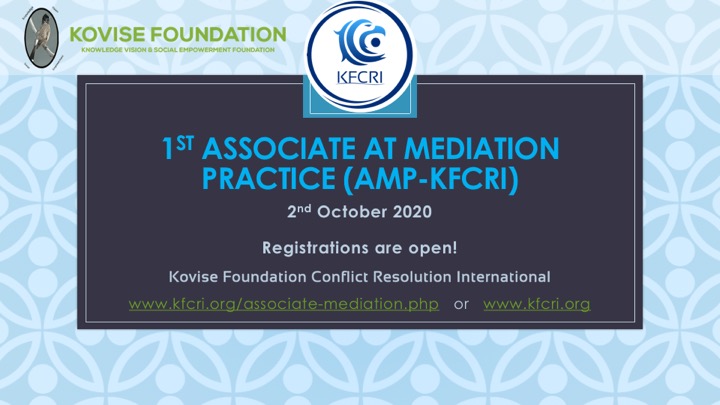 KOVISE FOUNDATION
KNOWLEDGE VISION & SOCIAL EMPOWERMENT FOUNDATION
KFCRI
1ST ASSOCIATE AT MEDIATION
PRACTICE (AMP-KFCRI)
2nd October 2020
Registrations are open!
Kovise Foundation Conflict Resolution International
www.kfcri.org/associate-mediation.php or www.kfcri.org